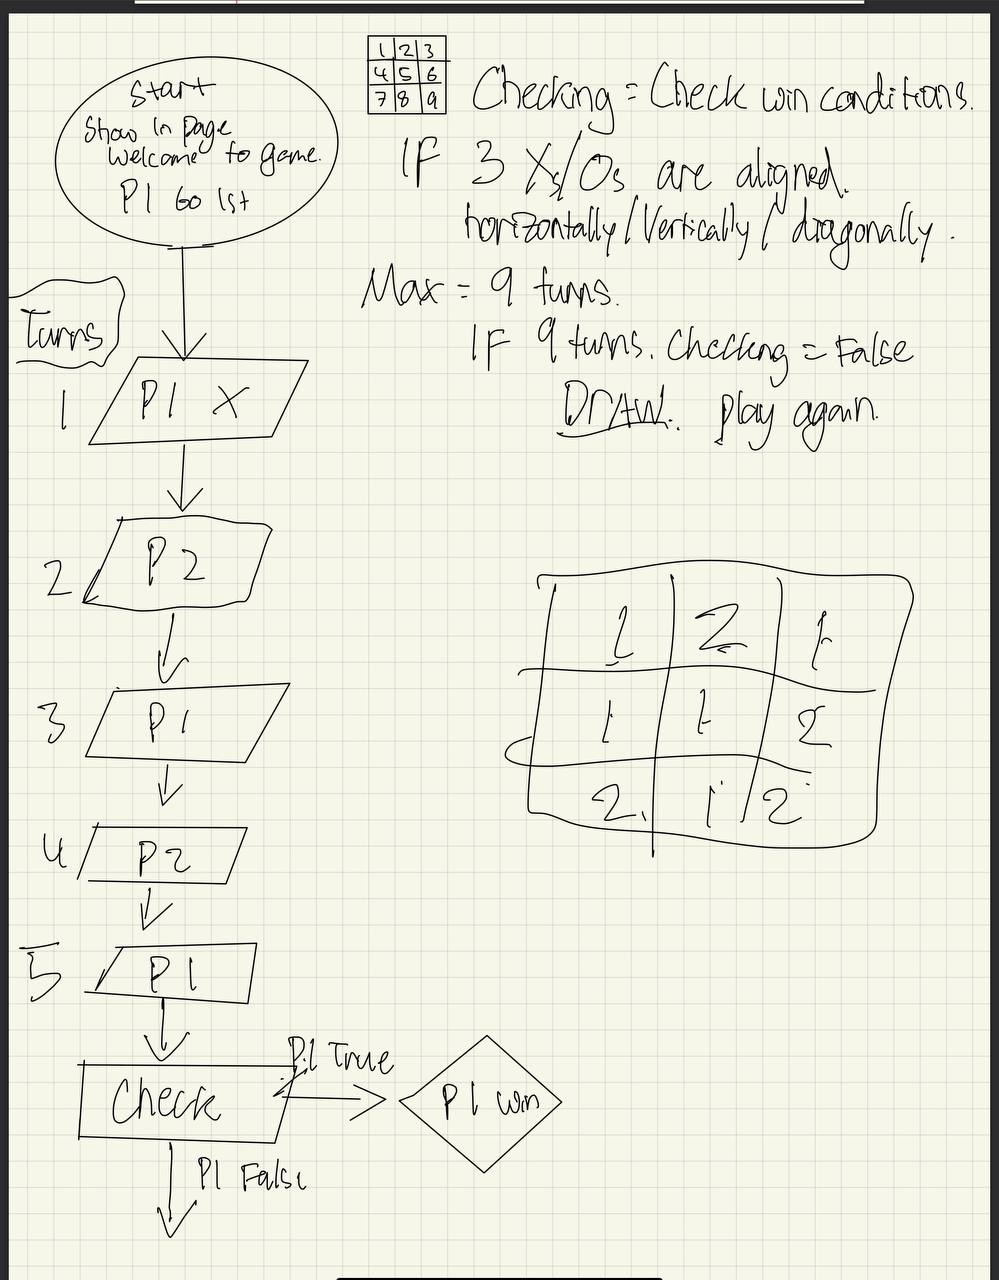 Start
Show in page
Welcome to game.
P1 Go 1st
1 2 3
4 5 6
7 8 9
Checking = Check win conditions.
IF 3 Xs/Os are aligned.
horizontally / Vertically / diagonally.
Max = 9 turns.
IF 9 turns. Checking = False
DRAW. play again.
Turns
1 P1 X
2 P2
3 P1
4 P2
5 P1
Check
P1 True
P1 win
P1 False
1 2 1
1 1 2
2 1 2